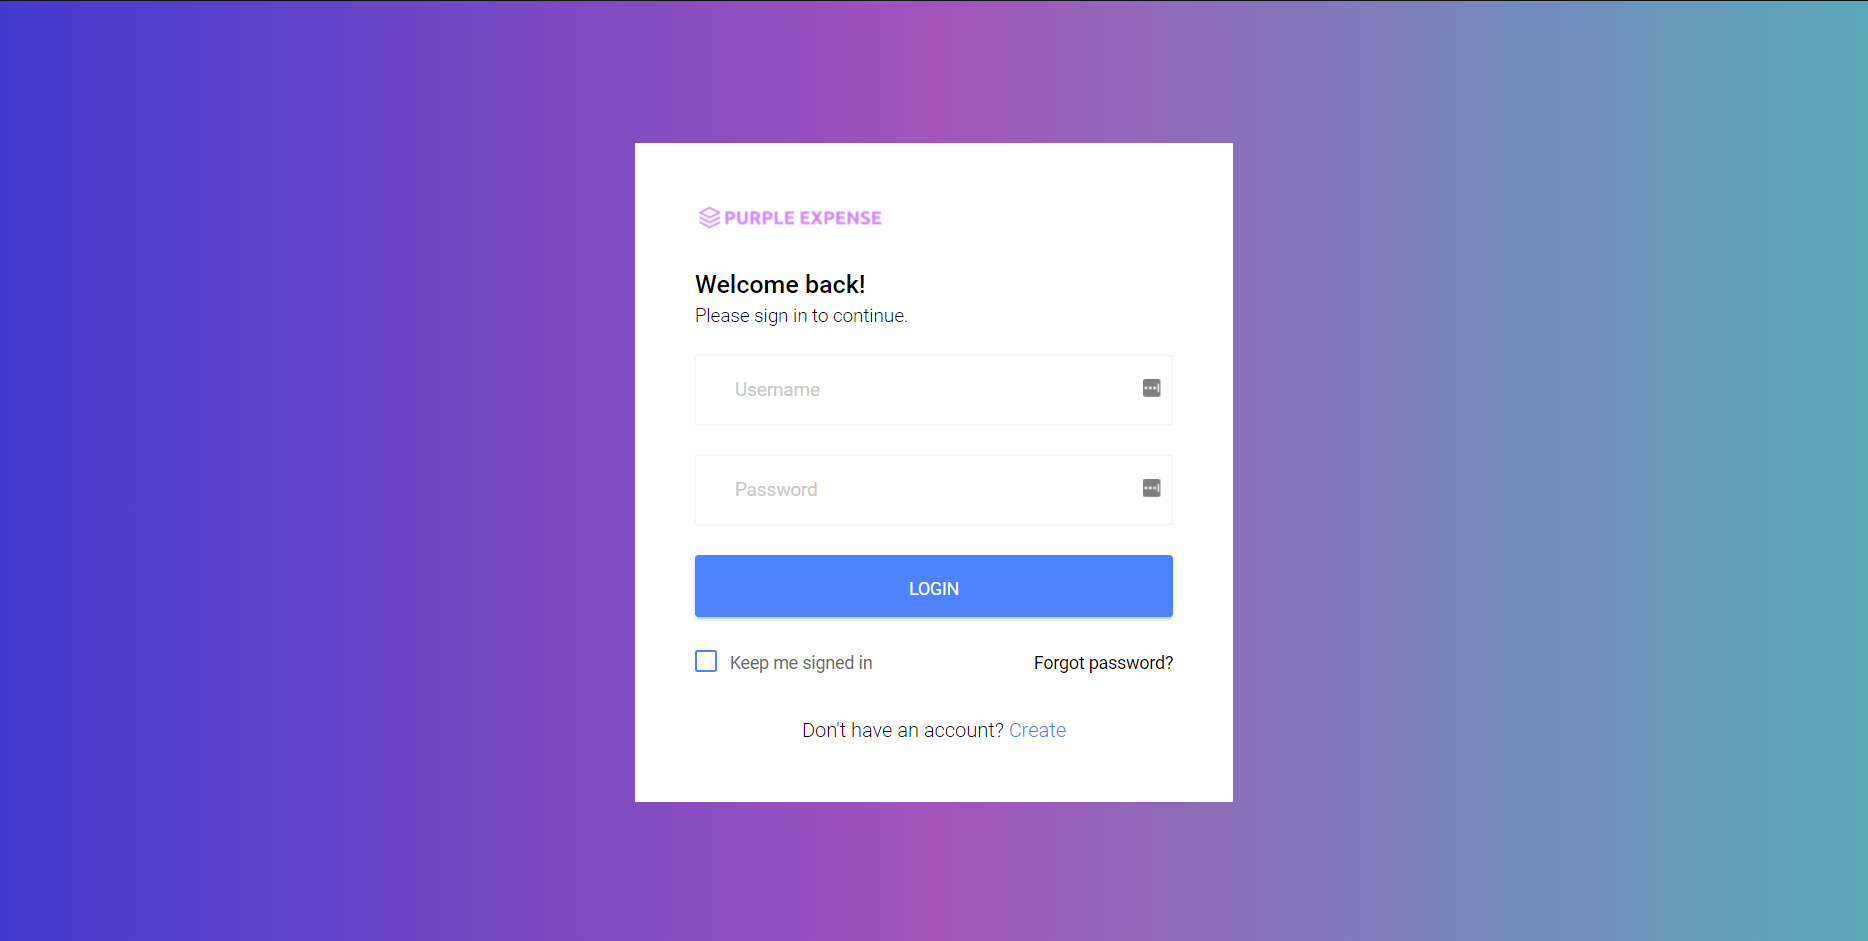 PURPLE EXPENSE
Welcome back!
Please sign in to continue.
Username
Password
LOGIN
Keep me signed in
Forgot password?
Don't have an account? Create